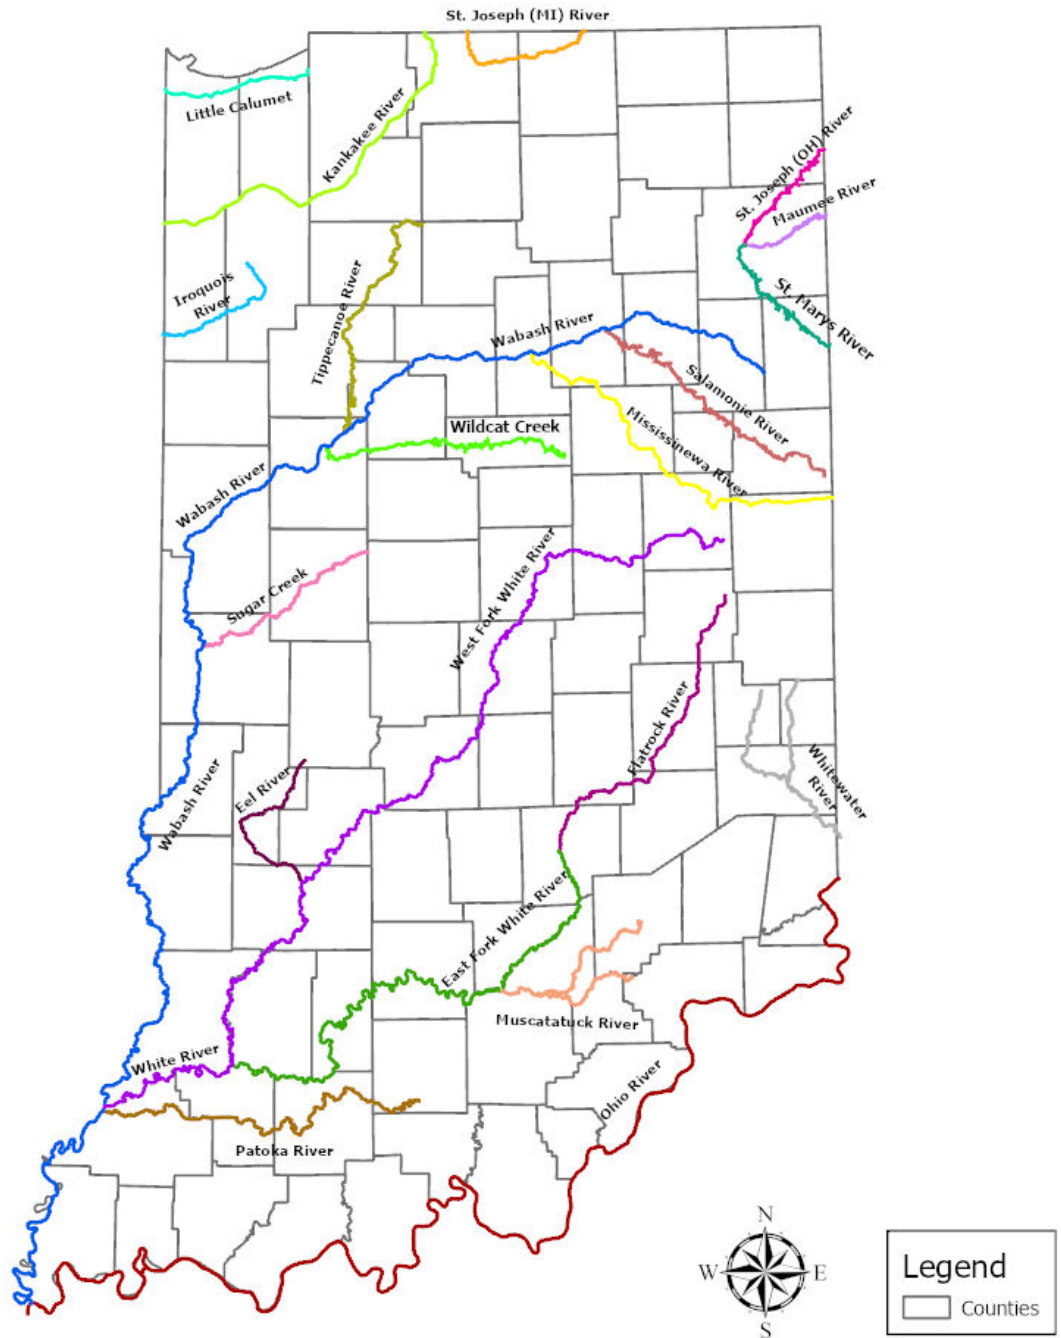 St. Joseph (MI) River
Little Calumet
Kankakee River
St. Joseph (OH) River
Maumee River
Iroquois
River
Tippecanoe River
St. Marys River
Wabash River
Salamonie River
Mississinewa River
Wildcat Creek
Wabash River
Sugar Creek
West Fork White River
Flatrock River
Whitewater
River
Eel River
Wabash River
East Fork White River
Muscatatuck River
White River
Ohio River
Patoka River
N
W
E
S
Legend
Counties